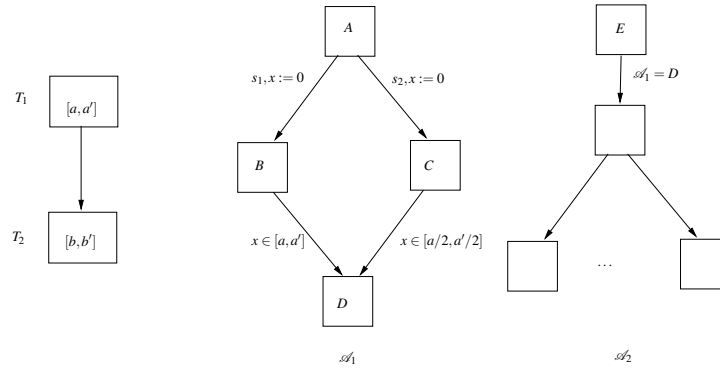 T₁
[a,a′]
T₂
[b,b′]
A
s₁,x := 0
s₂,x := 0
B
C
x ∈ [a,a′]
x ∈ [a/2,a′/2]
D
𝒜₁
E
𝒜₁ = D
...
𝒜₂